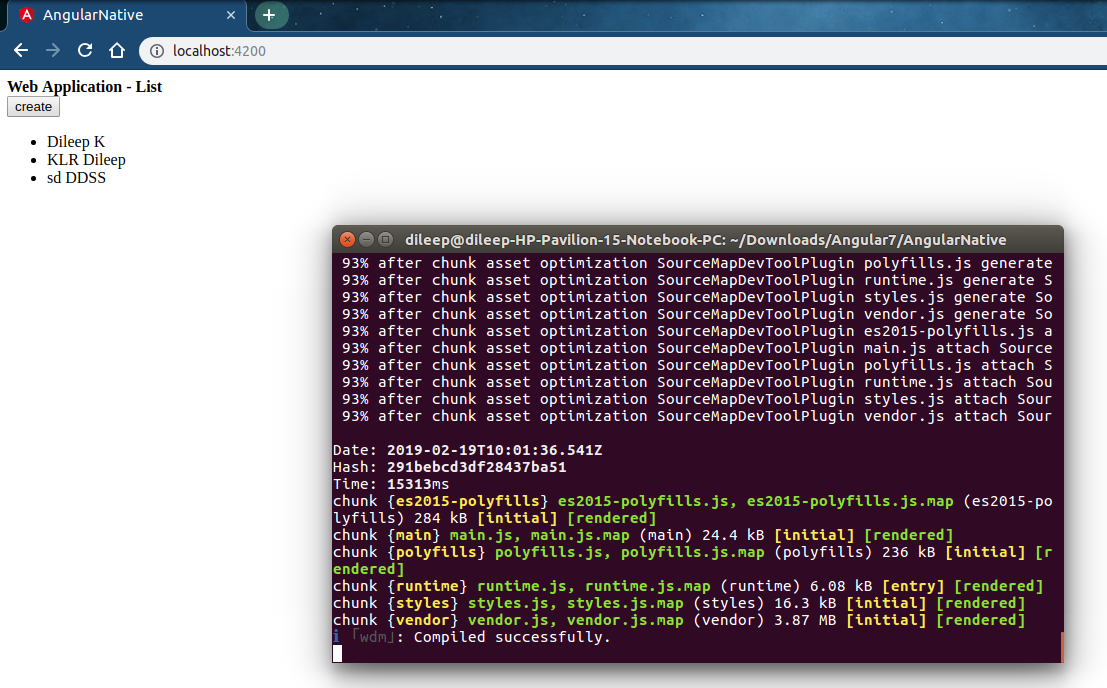 AngularNative
localhost:4200
Web Application - List
create
Dileep K
KLR Dileep
sd DDSS
dileep@dileep-HP-Pavilion-15-Notebook-PC: ~/Downloads/Angular7/AngularNative
93% after chunk asset optimization SourceMapDevToolPlugin polyfills.js generate
93% after chunk asset optimization SourceMapDevToolPlugin runtime.js generate S
93% after chunk asset optimization SourceMapDevToolPlugin styles.js generate So
93% after chunk asset optimization SourceMapDevToolPlugin vendor.js generate So
93% after chunk asset optimization SourceMapDevToolPlugin es2015-polyfills.js a
93% after chunk asset optimization SourceMapDevToolPlugin main.js attach Source
93% after chunk asset optimization SourceMapDevToolPlugin polyfills.js attach S
93% after chunk asset optimization SourceMapDevToolPlugin runtime.js attach Sou
93% after chunk asset optimization SourceMapDevToolPlugin styles.js attach Sour
93% after chunk asset optimization SourceMapDevToolPlugin vendor.js attach Sour
Date: 2019-02-19T10:01:36.541Z
Hash: 291bebcd3df28437ba51
Time: 15313ms
chunk {es2015-polyfills} es2015-polyfills.js, es2015-polyfills.js.map (es2015-po
lyfills) 284 kB [initial] [rendered]
chunk {main} main.js, main.js.map (main) 24.4 kB [initial] [rendered]
chunk {polyfills} polyfills.js, polyfills.js.map (polyfills) 236 kB [initial] [r
endered]
chunk {runtime} runtime.js, runtime.js.map (runtime) 6.08 kB [entry] [rendered]
chunk {styles} styles.js, styles.js.map (styles) 16.3 kB [initial] [rendered]
chunk {vendor} vendor.js, vendor.js.map (vendor) 3.87 MB [initial] [rendered]
ℹ ｢wdm｣: Compiled successfully.